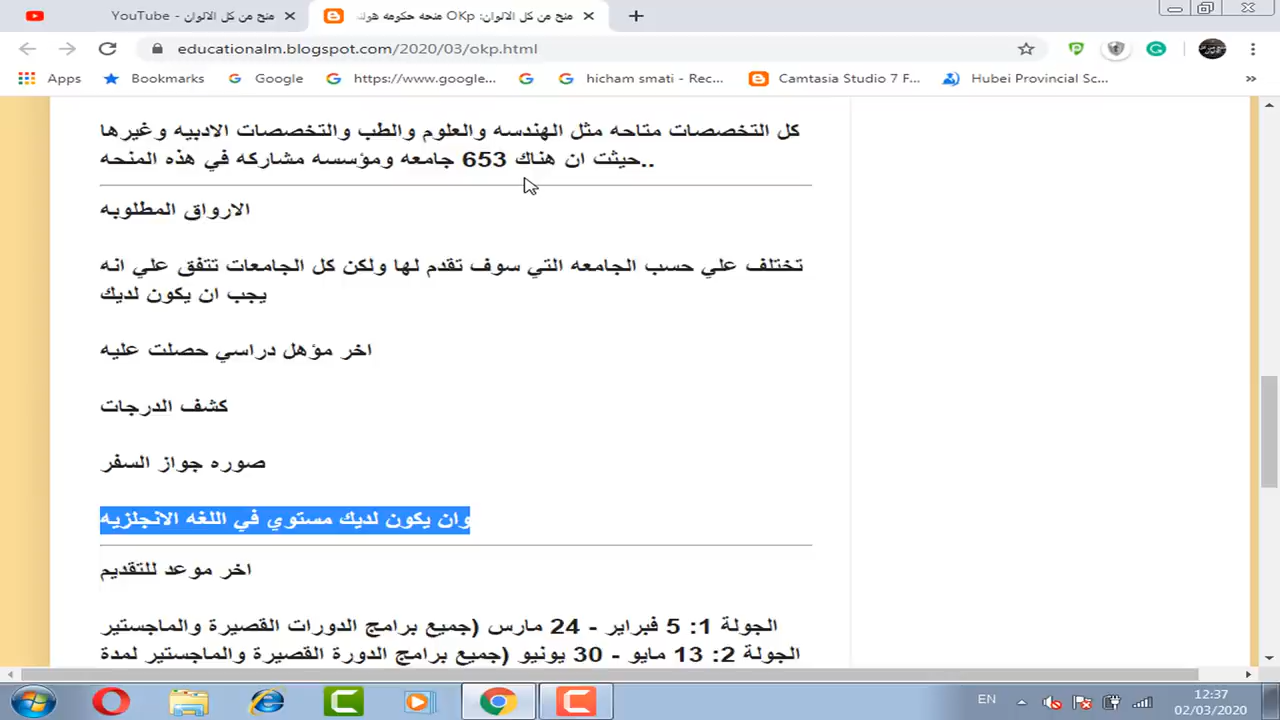 منح من كل الالوان - YouTube
منح من كل الالوان: OKp منحه حكومه هولند
educationalm.blogspot.com/2020/03/okp.html
Apps
Bookmarks
Google
https://www.google...
hicham smati - Rec...
Camtasia Studio 7 F...
Hubei Provincial Sc...
»
كل التخصصات متاحه مثل الهندسه والعلوم والطب والتخصصات الادبيه وغيرها
..حيثت ان هناك 653 جامعه ومؤسسه مشاركه في هذه المنحه
الارواق المطلوبه
تختلف علي حسب الجامعه التي سوف تقدم لها ولكن كل الجامعات تتفق علي انه
يجب ان يكون لديك
اخر مؤهل دراسي حصلت عليه
كشف الدرجات
صوره جواز السفر
وان يكون لديك مستوي في اللغه الانجلزيه
اخر موعد للتقديم
الجولة 1: 5 فبراير - 24 مارس (جميع برامج الدورات القصيرة والماجستير
الجولة 2: 13 مايو - 30 يونيو (جميع برامج الدورة القصيرة والماجستير لمدة
EN
12:37
02/03/2020